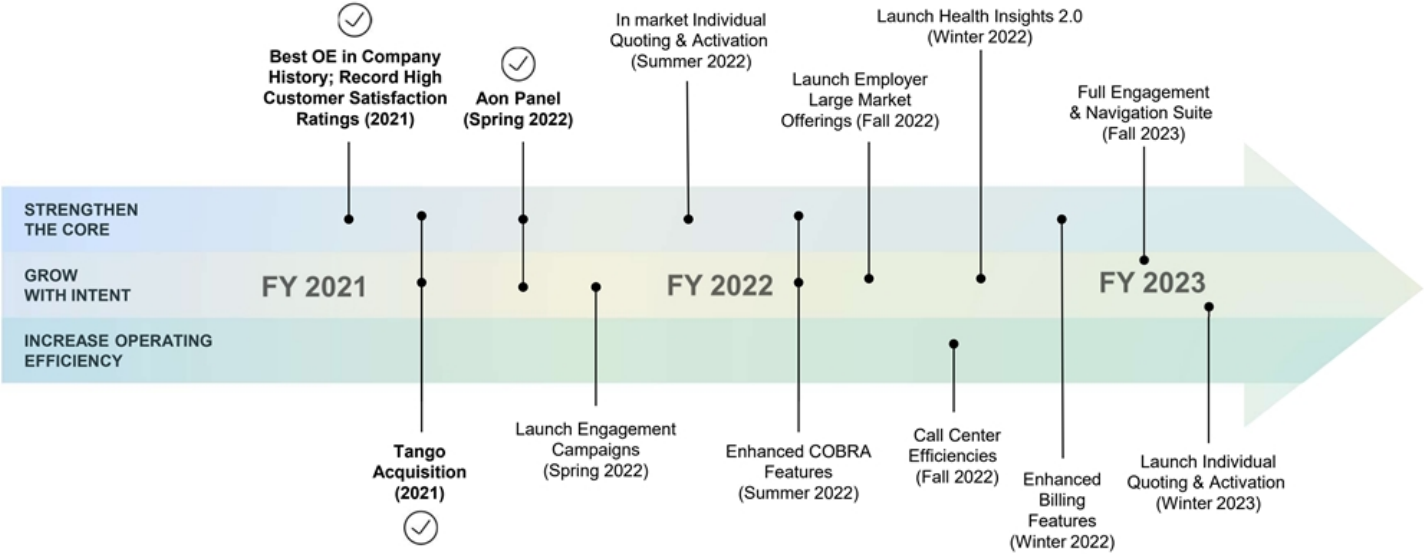 Best OE in Company
History; Record High
Customer Satisfaction
Ratings (2021)
Aon Panel
(Spring 2022)
In market Individual
Quoting & Activation
(Summer 2022)
Launch Employer
Large Market
Offerings (Fall 2022)
Launch Health Insights 2.0
(Winter 2022)
Full Engagement
& Navigation Suite
(Fall 2023)
STRENGTHEN
THE CORE
GROW
WITH INTENT
FY 2021
FY 2022
FY 2023
INCREASE OPERATING
EFFICIENCY
Tango
Acquisition
(2021)
Launch Engagement
Campaigns
(Spring 2022)
Enhanced COBRA
Features
(Summer 2022)
Call Center
Efficiencies
(Fall 2022)
Enhanced
Billing
Features
(Winter 2022)
Launch Individual
Quoting & Activation
(Winter 2023)